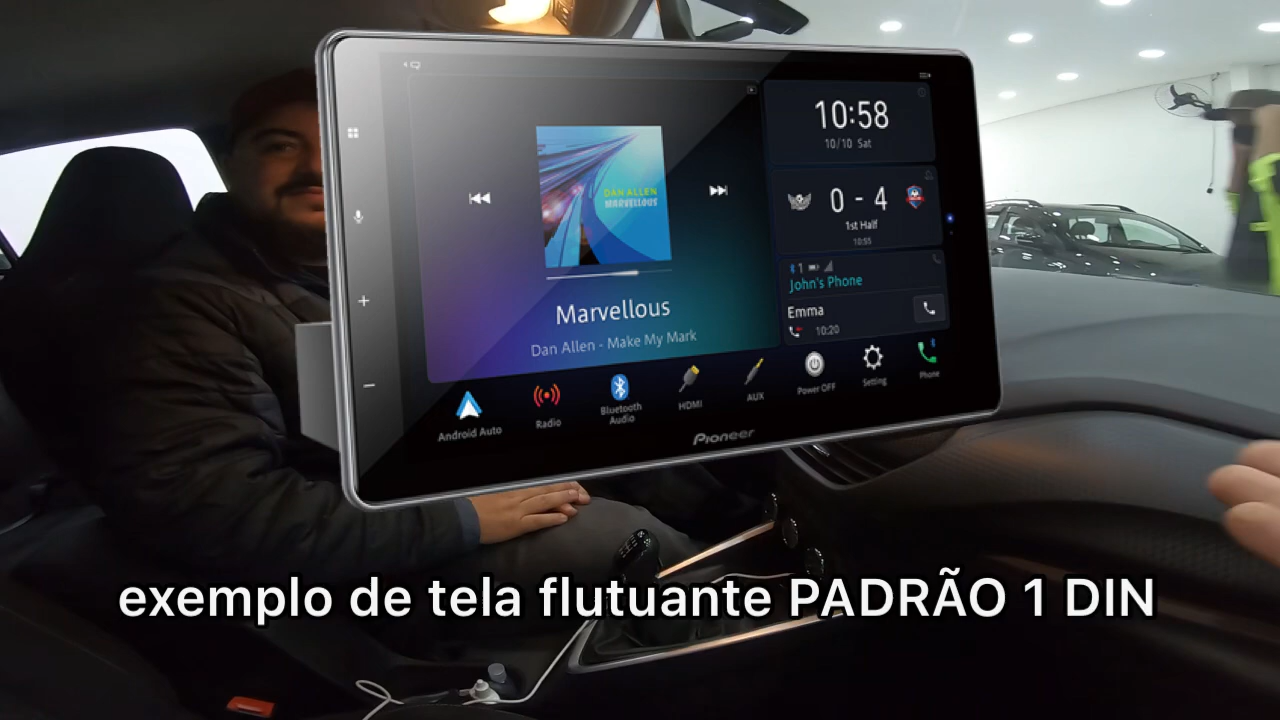 10:58
10/10 Sat
DAN ALLEN
MARVELLOUS
0 - 4
1st Half
10:55
1
John's Phone
Emma
10:20
Marvellous
Dan Allen - Make My Mark
Android Auto
Radio
Bluetooth
Audio
HDMI
AUX
Power OFF
Setting
Phone
Pioneer
exemplo de tela flutuante PADRÃO 1 DIN